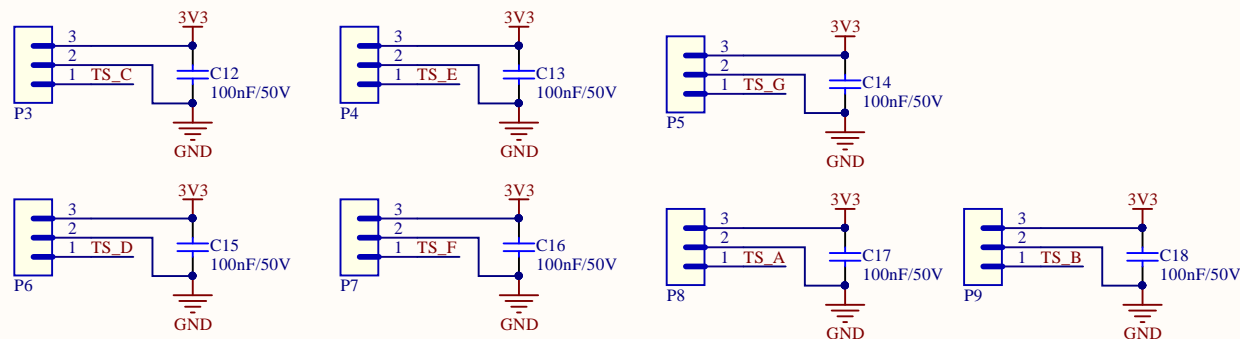 3V3
3
2
1 TS_C
C12
100nF/50V
P3
GND
3V3
3
2
1 TS_E
C13
100nF/50V
P4
GND
3V3
3
2
1 TS_G
C14
100nF/50V
P5
GND
3V3
3
2
1 TS_D
C15
100nF/50V
P6
GND
3V3
3
2
1 TS_F
C16
100nF/50V
P7
GND
3V3
3
2
1 TS_A
C17
100nF/50V
P8
GND
3V3
3
2
1 TS_B
C18
100nF/50V
P9
GND